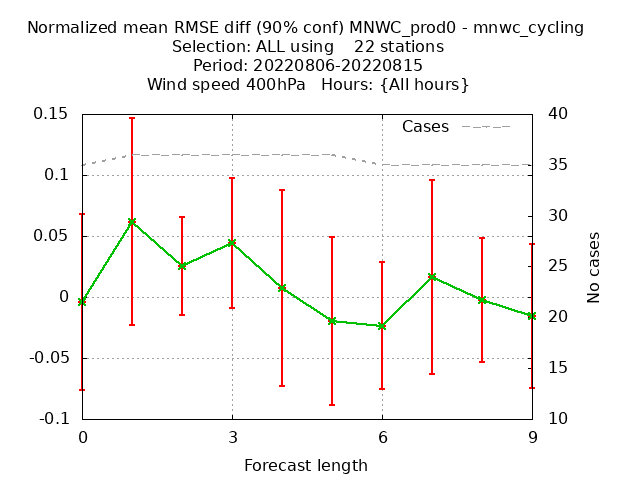 Normalized mean RMSE diff (90% conf) MNWC_prod0 - mnwc_cycling
Selection: ALL using 22 stations
Period: 20220806-20220815
Wind speed 400hPa Hours: {All hours}
0.15
0.1
0.05
0
-0.05
-0.1
Cases
40
35
30
25
20
15
10
No cases
0
3
6
9
Forecast length